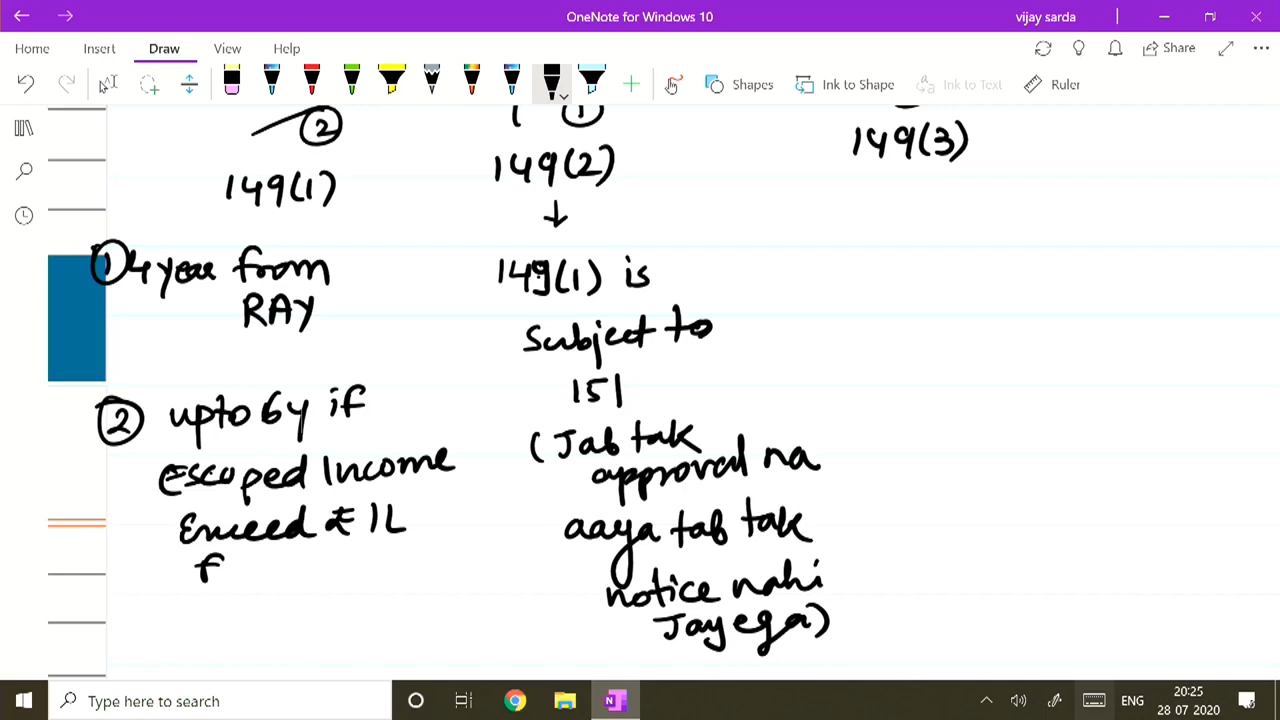 OneNote for Windows 10
vijay sarda
Home Insert Draw View Help
Share
Shapes Ink to Shape Ink to Text Ruler
2
149(1)
1
149(2)
149(3)
1 4 year from
RAY
2 upto 6y if
escaped Income
Exceed ₹ 1L
f
149(1) is
Subject to
151
(Jab tak
approval na
aaya tab tak
notice nahi
Jayega)
Type here to search
ENG
20:25
28 07 2020